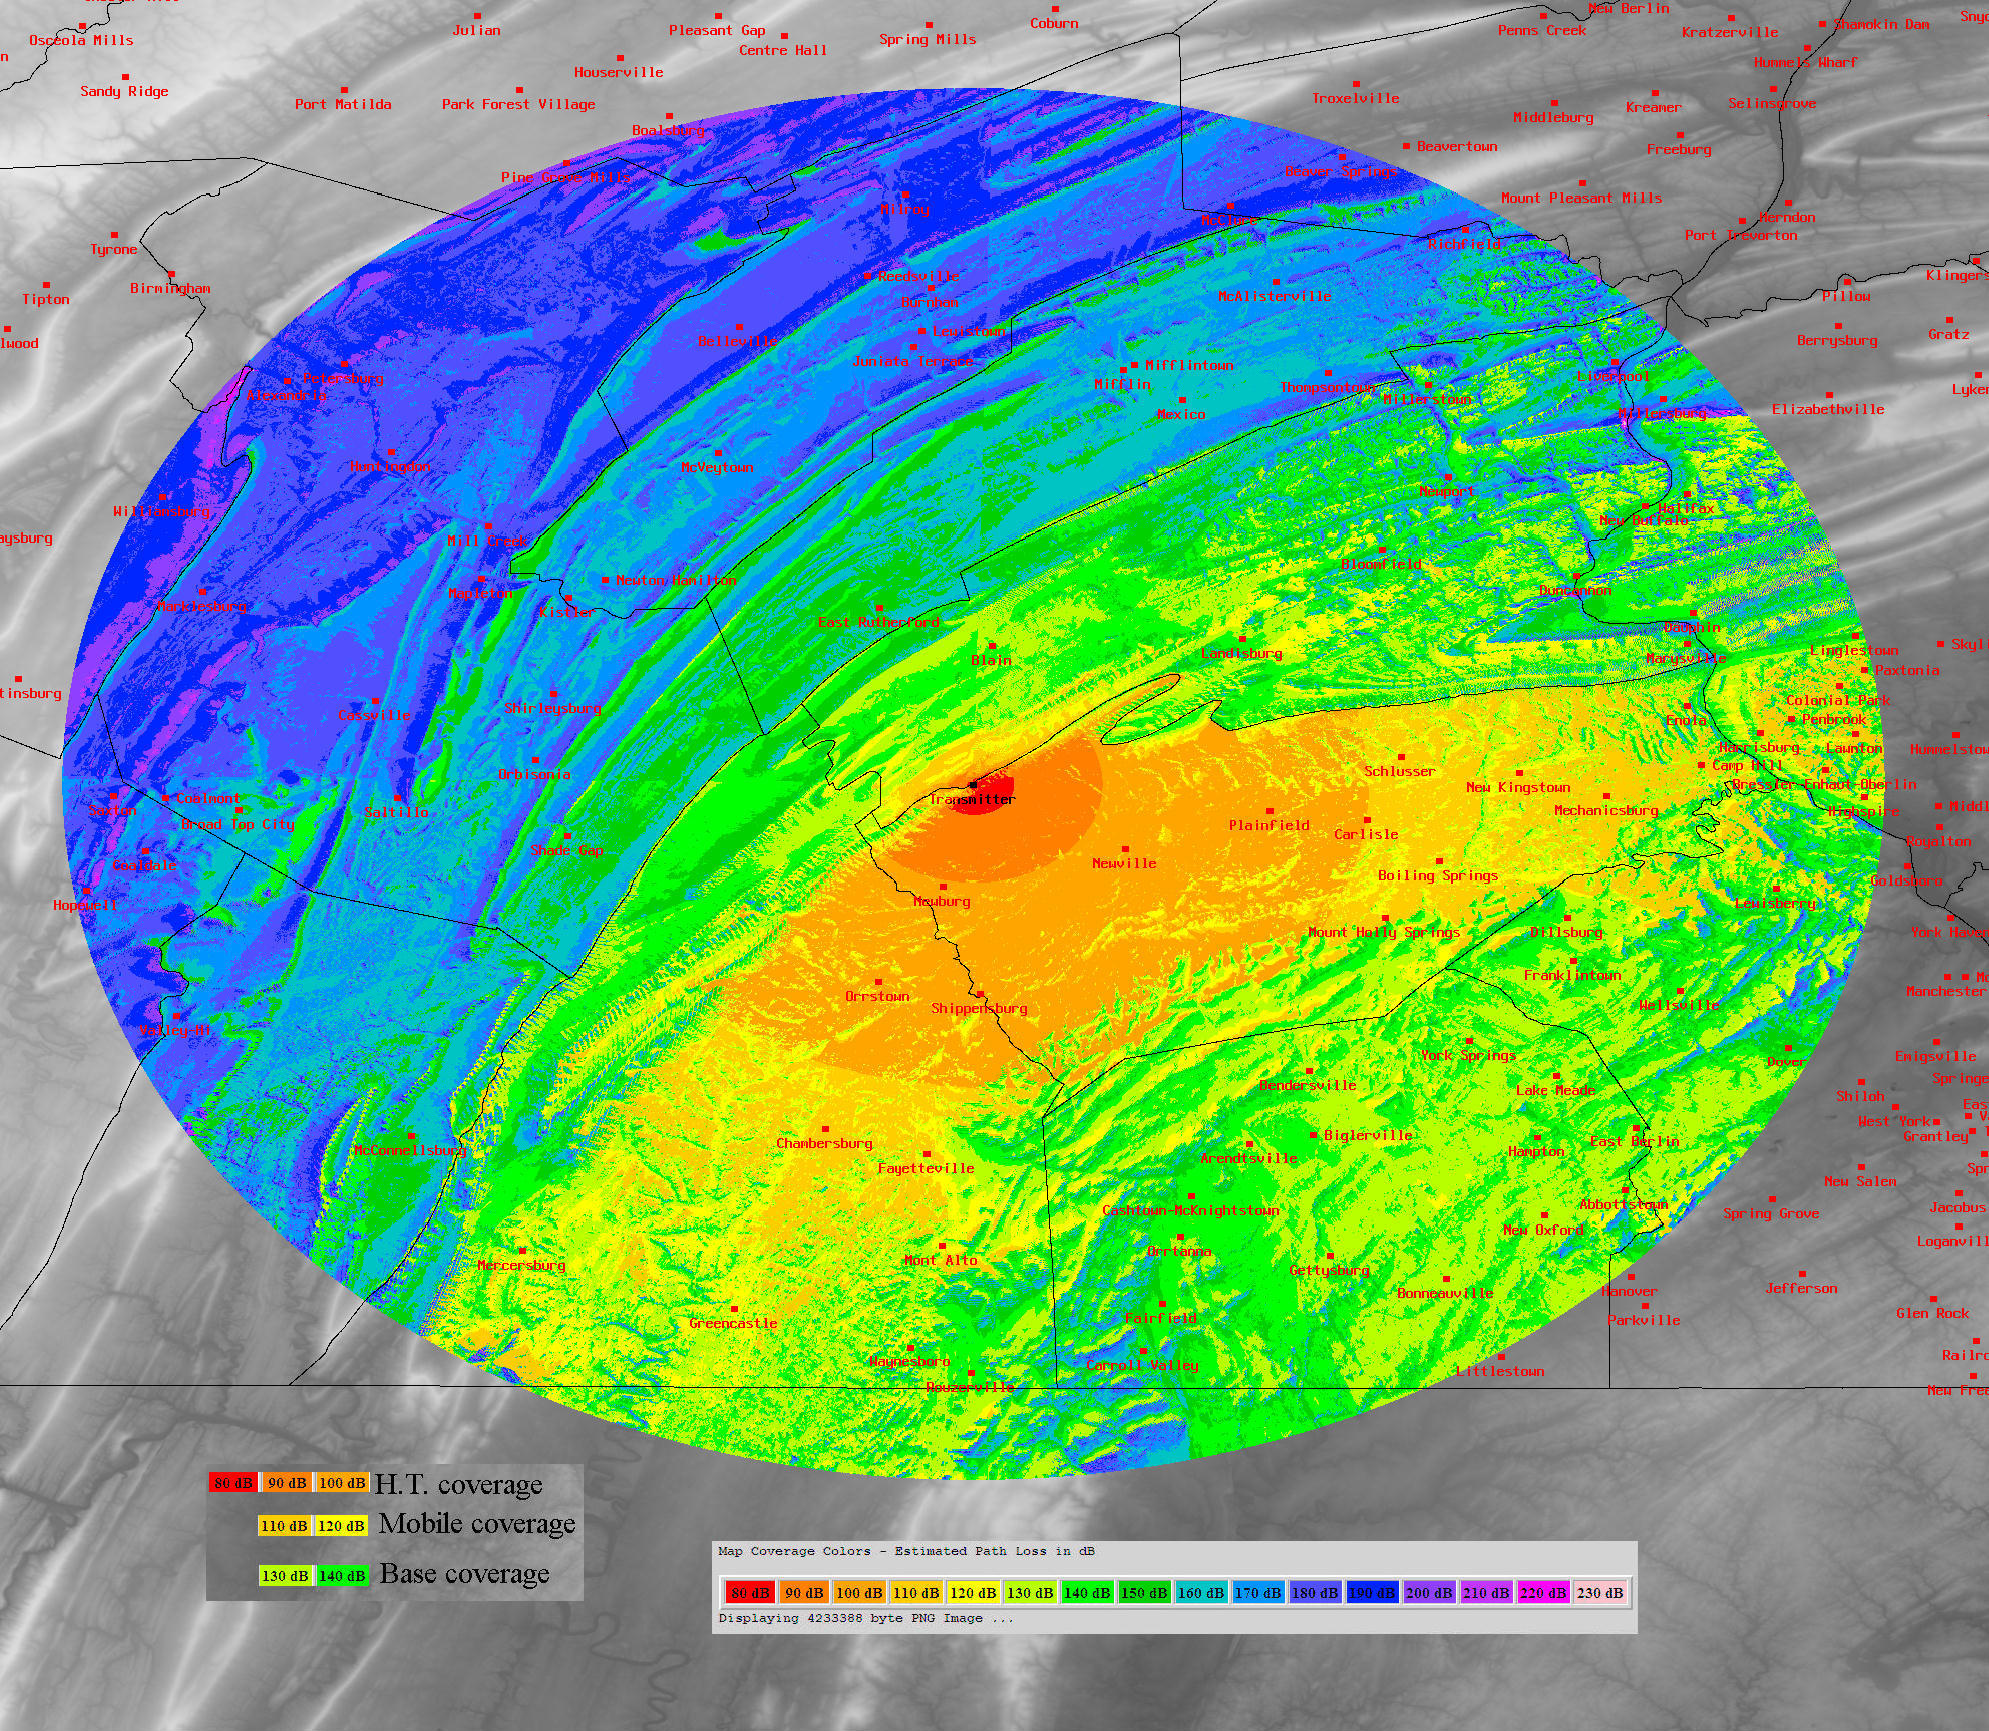 Osceola Mills
Julian
Pleasant Gap
Centre Hall
Spring Mills
Coburn
New Berlin
Penns Creek
Kratzerville
Shamokin Dam
Hummels Wharf
Houserville
Sandy Ridge
Port Matilda
Park Forest Village
Troxelville
Middleburg
Kreamer
Selinsgrove
Boalsburg
Beavertown
Freeburg
Pine Grove Mills
Beaver Springs
Mount Pleasant Mills
Milroy
McClure
Herndon
Port Trevorton
Tyrone
Richfield
Birmingham
Reedsville
Klingers
Tipton
Burnham
McAlisterville
Pillow
Belleville
Lewistown
Juniata Terrace
Berrysburg
Gratz
lwood
Mifflintown
Mifflin
Thompsontown
Liverpool
Petersburg
Alexandria
Mexico
Millerstown
Millersburg
Elizabethville
Lyken
Huntingdon
McVeytown
Newport
Williamsburg
Halifax
New Buffalo
aysburg
Mill Creek
Bloomfield
Mapleton
Newton Hamilton
Kistler
Duncannon
Marklesburg
East Rutherford
Dauphin
Blain
Landisburg
Marysville
Linglestown
Skyl
Paxtonia
tinsburg
Cassville
Shirleysburg
Colonial Park
Enola
Penbrook
Harrisburg
Lawnton
Hummelstow
Orbisonia
Schlusser
Camp Hill
New Kingstown
Bressler-Enhaut-Oberlin
Transmitter
Saxton
Coalmont
Saltillo
Mechanicsburg
Highspire
Middl
Broad Top City
Plainfield
Carlisle
Royalton
Shade Gap
Coaldale
Newville
Boiling Springs
Goldsboro
Hopewell
Newburg
Lewisberry
Mount Holly Springs
Dillsburg
York Haven
Franklintown
Orrstown
Shippensburg
Wellsville
Manchester
Valley-Hi
York Springs
Dover
Emigsville
Bendersville
Lake Meade
Springe
Shiloh
Chambersburg
Biglerville
West York
Grantley
Fayetteville
Arendtsville
Hampton
East Berlin
McConnellsburg
Spr
New Salem
Cashtown-McKnightstown
Abbottstown
Spring Grove
Jacobus
New Oxford
Mont Alto
Orrtanna
Loganvill
Mercersburg
Gettysburg
Bonneauville
Hanover
Jefferson
Greencastle
Fairfield
Parkville
Glen Rock
Waynesboro
Carroll Valley
Littlestown
Railro
Rouzerville
New Free
80 dB 90 dB 100 dB H.T. coverage
110 dB 120 dB Mobile coverage
130 dB 140 dB Base coverage
Map Coverage Colors - Estimated Path Loss in dB
80 dB 90 dB 100 dB 110 dB 120 dB 130 dB 140 dB 150 dB 160 dB 170 dB 180 dB 190 dB 200 dB 210 dB 220 dB 230 dB
Displaying 4233388 byte PNG Image ...